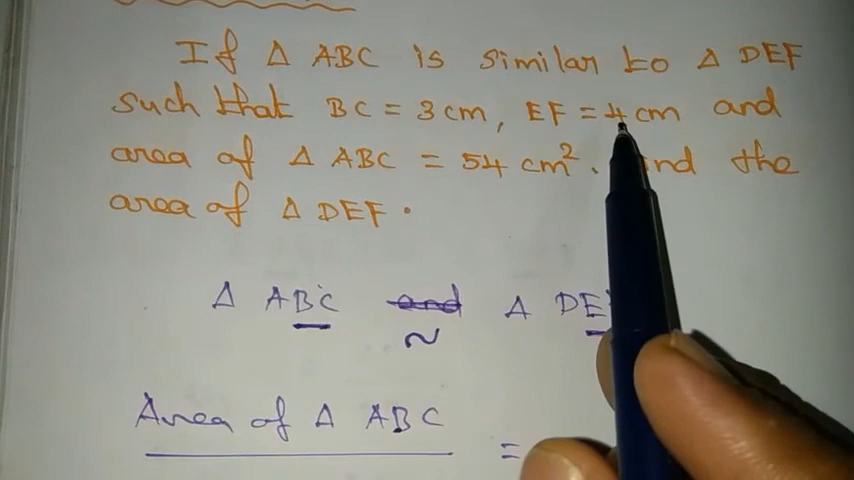 If Δ ABC is similar to Δ DEF
such that BC = 3 cm, EF = 4 cm and
area of Δ ABC = 54 cm². the
area of Δ DEF.
Δ ABC ~~and~~ ~ Δ DE
Area of Δ ABC =